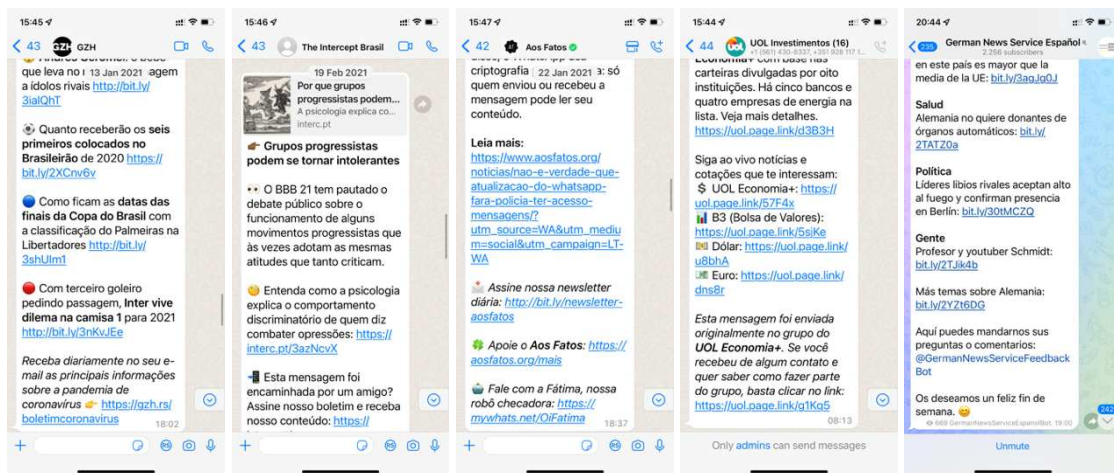 15:45
43 GZH
que leva no i 13 Jan 2021 agem
a ídolos rivais http://bit.ly/
3ialQhT
Quanto receberão os seis
primeiros colocados no
Brasileirão de 2020 https://
bit.ly/2XCnv6v
Como ficam as datas das
finais da Copa do Brasil com
a classificação do Palmeiras na
Libertadores http://bit.ly/
3shUlm1
Com terceiro goleiro
pedindo passagem, Inter vive
dilema na camisa 1 para 2021
http://bit.ly/3nKvJEe
Receba diariamente no seu e-
mail as principais informações
sobre a pandemia de
coronavírus https://gzh.rs/
boletimcoronavirus
18:02
15:46
43 The Intercept Brasil
19 Feb 2021
Por que grupos
progressistas podem...
A psicologia explica co...
interc.pt
Grupos progressistas
podem se tornar intolerantes
O BBB 21 tem pautado o
debate público sobre o
funcionamento de alguns
movimentos progressistas que
às vezes adotam as mesmas
atitudes que tanto criticam.
Entenda como a psicologia
explica o comportamento
discriminatório de quem diz
combater opressões: https://
interc.pt/3azNcvX
Esta mensagem foi
encaminhada por um amigo?
Assine nosso boletim e receba
nosso conteúdo: https://
15:47
42 Aos Fatos
criptografia 22 Jan 2021 a: só
quem enviou ou recebeu a
mensagem pode ler seu
conteúdo.
Leia mais:
https://www.aosfatos.org/
noticias/nao-e-verdade-que-
atualizacao-do-whatsapp-
fara-policia-ter-acesso-
mensagens/?
utm_source=WA&utm_mediu
m=social&utm_campaign=LT-
WA
Assine nossa newsletter
diária: http://bit.ly/newsletter-
aosfatos
Apoie o Aos Fatos: https://
aosfatos.org/mais
Fale com a Fátima, nossa
robô checadora: https://
mywhats.net/OiFatima
18:37
15:44
44 UOL Investimentos (16)
Economia+ com base nas
carteiras divulgadas por oito
instituições. Há cinco bancos e
quatro empresas de energia na
lista. Veja mais detalhes.
https://uol.page.link/d3B3H
Siga ao vivo notícias e
cotações que te interessam:
$ UOL Economia+: https://
uol.page.link/57F4x
B3 (Bolsa de Valores):
https://uol.page.link/5sjKe
Dólar: https://uol.page.link/
u8bhA
Euro: https://uol.page.link/
dns8r
Esta mensagem foi enviada
originalmente no grupo do
UOL Economia+. Se você
recebeu de algum contato e
quer saber como fazer parte
do grupo, basta clicar no link:
https://uol.page.link/g1Kq5
08:13
Only admins can send messages
20:44
235 German News Service Español
2.256 subscribers
en este país es mayor que la
media de la UE: bit.ly/3agJg0J
Salud
Alemania no quiere donantes de
órganos automáticos: bit.ly/
2TATZ0a
Política
Líderes libios rivales aceptan alto
al fuego y confirman presencia
en Berlín: bit.ly/30tMCZQ
Gente
Profesor y youtuber Schmidt:
bit.ly/2TJik4b
Más temas sobre Alemania:
bit.ly/2YZt6DG
Aquí puedes mandarnos sus
preguntas o comentarios:
@GermanNewsServiceFeedback
Bot
Os deseamos un feliz fin de
semana.
669 GermanNewsServiceEspanolBot, 19:00
242
Unmute